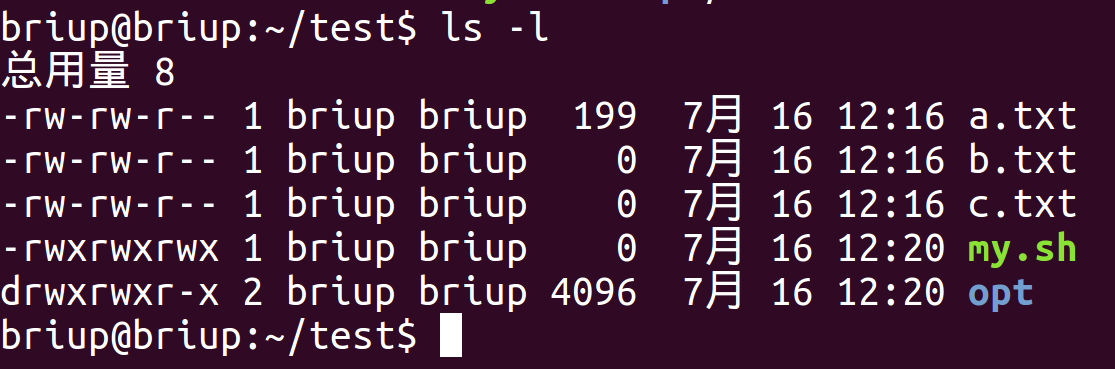 briup@briup:~/test$ ls -l
总用量 8
-rw-rw-r-- 1 briup briup  199  7月 16 12:16 a.txt
-rw-rw-r-- 1 briup briup    0  7月 16 12:16 b.txt
-rw-rw-r-- 1 briup briup    0  7月 16 12:16 c.txt
-rwxrwxrwx 1 briup briup    0  7月 16 12:20 my.sh
drwxrwxr-x 2 briup briup 4096  7月 16 12:20 opt
briup@briup:~/test$